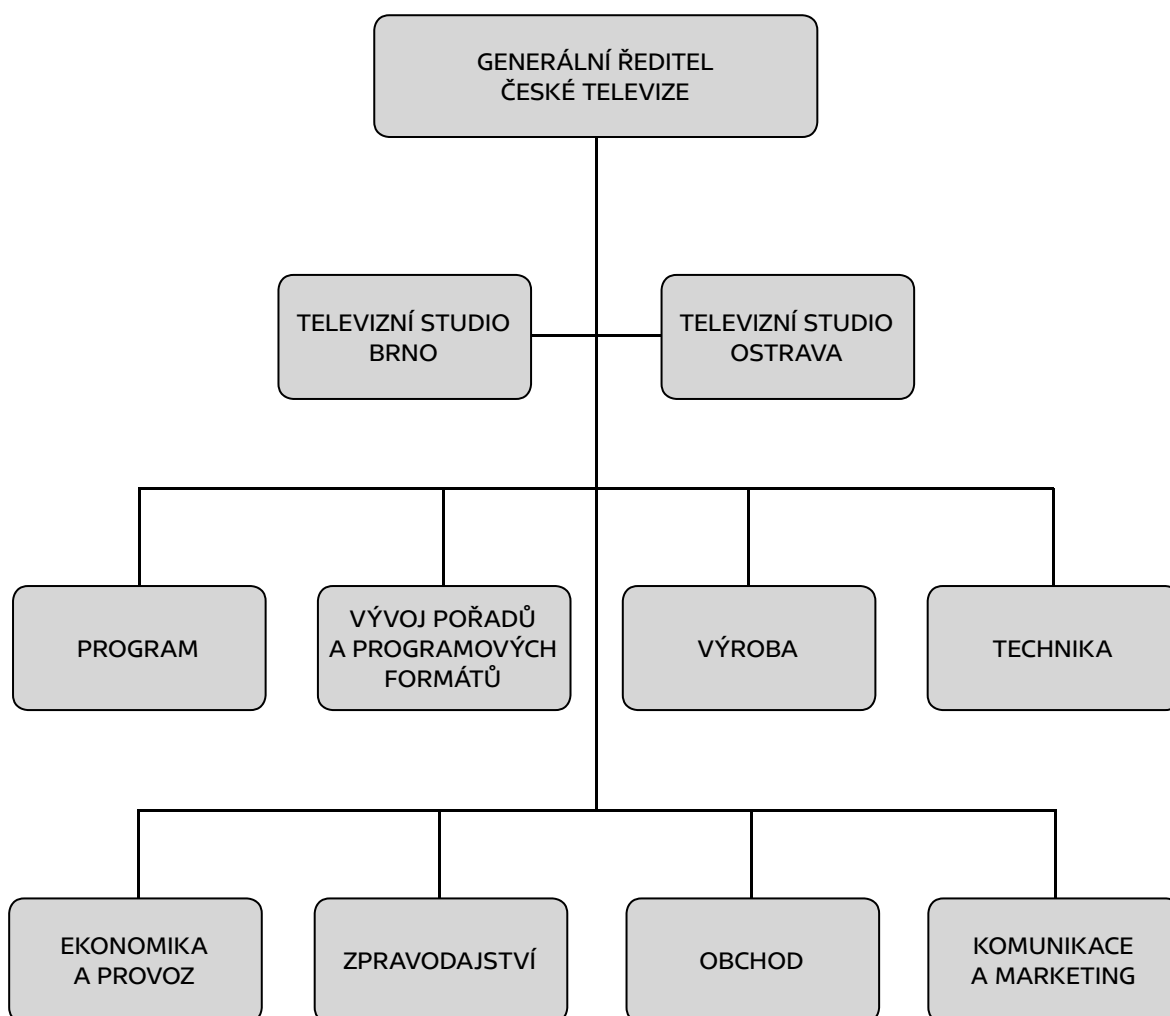 GENERÁLNÍ ŘEDITEL
ČESKÉ TELEVIZE
TELEVIZNÍ STUDIO
BRNO
TELEVIZNÍ STUDIO
OSTRAVA
PROGRAM
VÝVOJ POŘADŮ
A PROGRAMOVÝCH
FORMÁTŮ
VÝROBA
TECHNIKA
EKONOMIKA
A PROVOZ
ZPRAVODAJSTVÍ
OBCHOD
KOMUNIKACE
A MARKETING